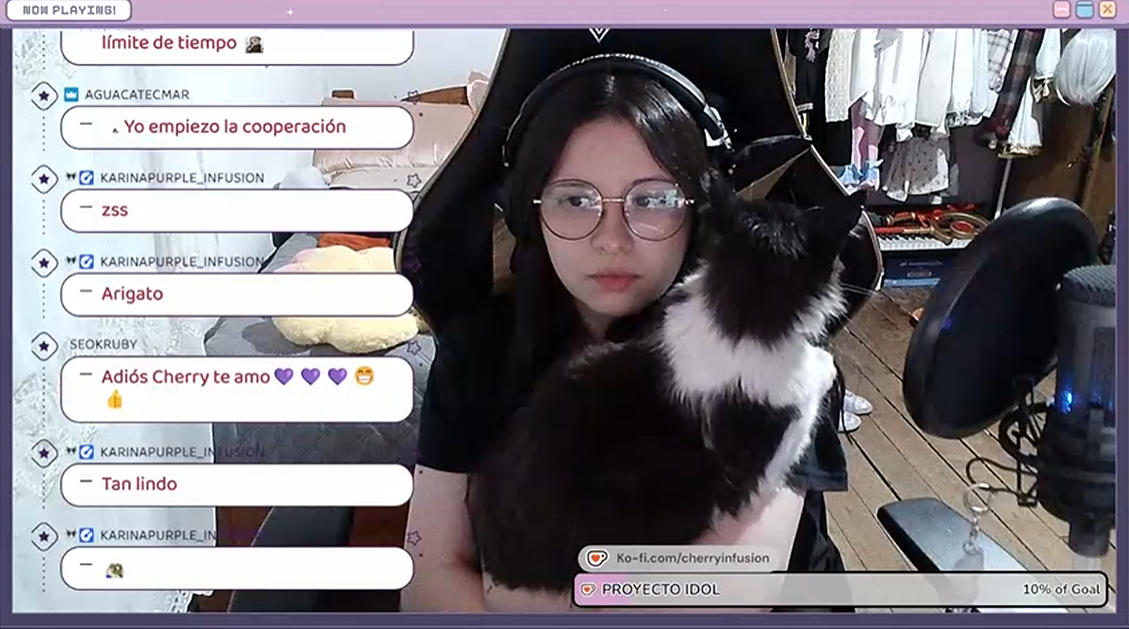 NOW PLAYING!
límite de tiempo
AGUACATECMAR
Yo empiezo la cooperación
KARINAPURPLE_INFUSION
zss
KARINAPURPLE_INFUSION
Arigato
SEOKRUBY
Adiós Cherry te amo 💜 💜 💜 😁
👍
KARINAPURPLE_INFUSION
Tan lindo
KARINAPURPLE_IN
Ko-fi.com/cherryinfusion
PROYECTO IDOL 10% of Goal